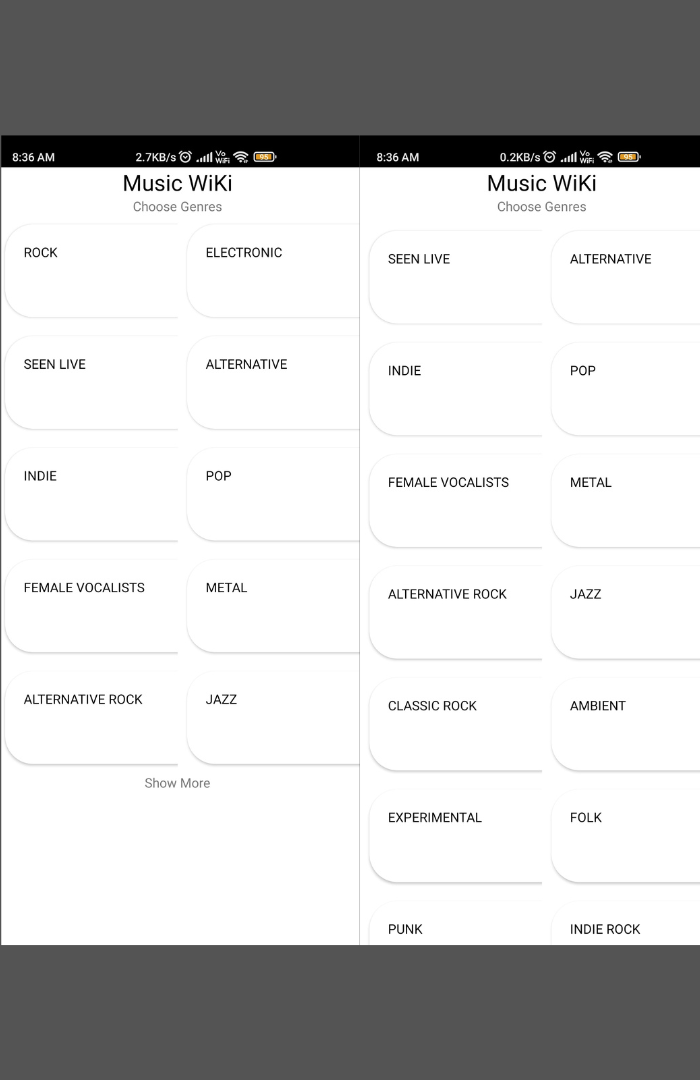 8:36 AM 2.7KB/s Vo WiFi 95
Music WiKi
Choose Genres
ROCK ELECTRONIC
SEEN LIVE ALTERNATIVE
INDIE POP
FEMALE VOCALISTS METAL
ALTERNATIVE ROCK JAZZ
Show More
8:36 AM 0.2KB/s Vo WiFi 95
Music WiKi
Choose Genres
SEEN LIVE ALTERNATIVE
INDIE POP
FEMALE VOCALISTS METAL
ALTERNATIVE ROCK JAZZ
CLASSIC ROCK AMBIENT
EXPERIMENTAL FOLK
PUNK INDIE ROCK